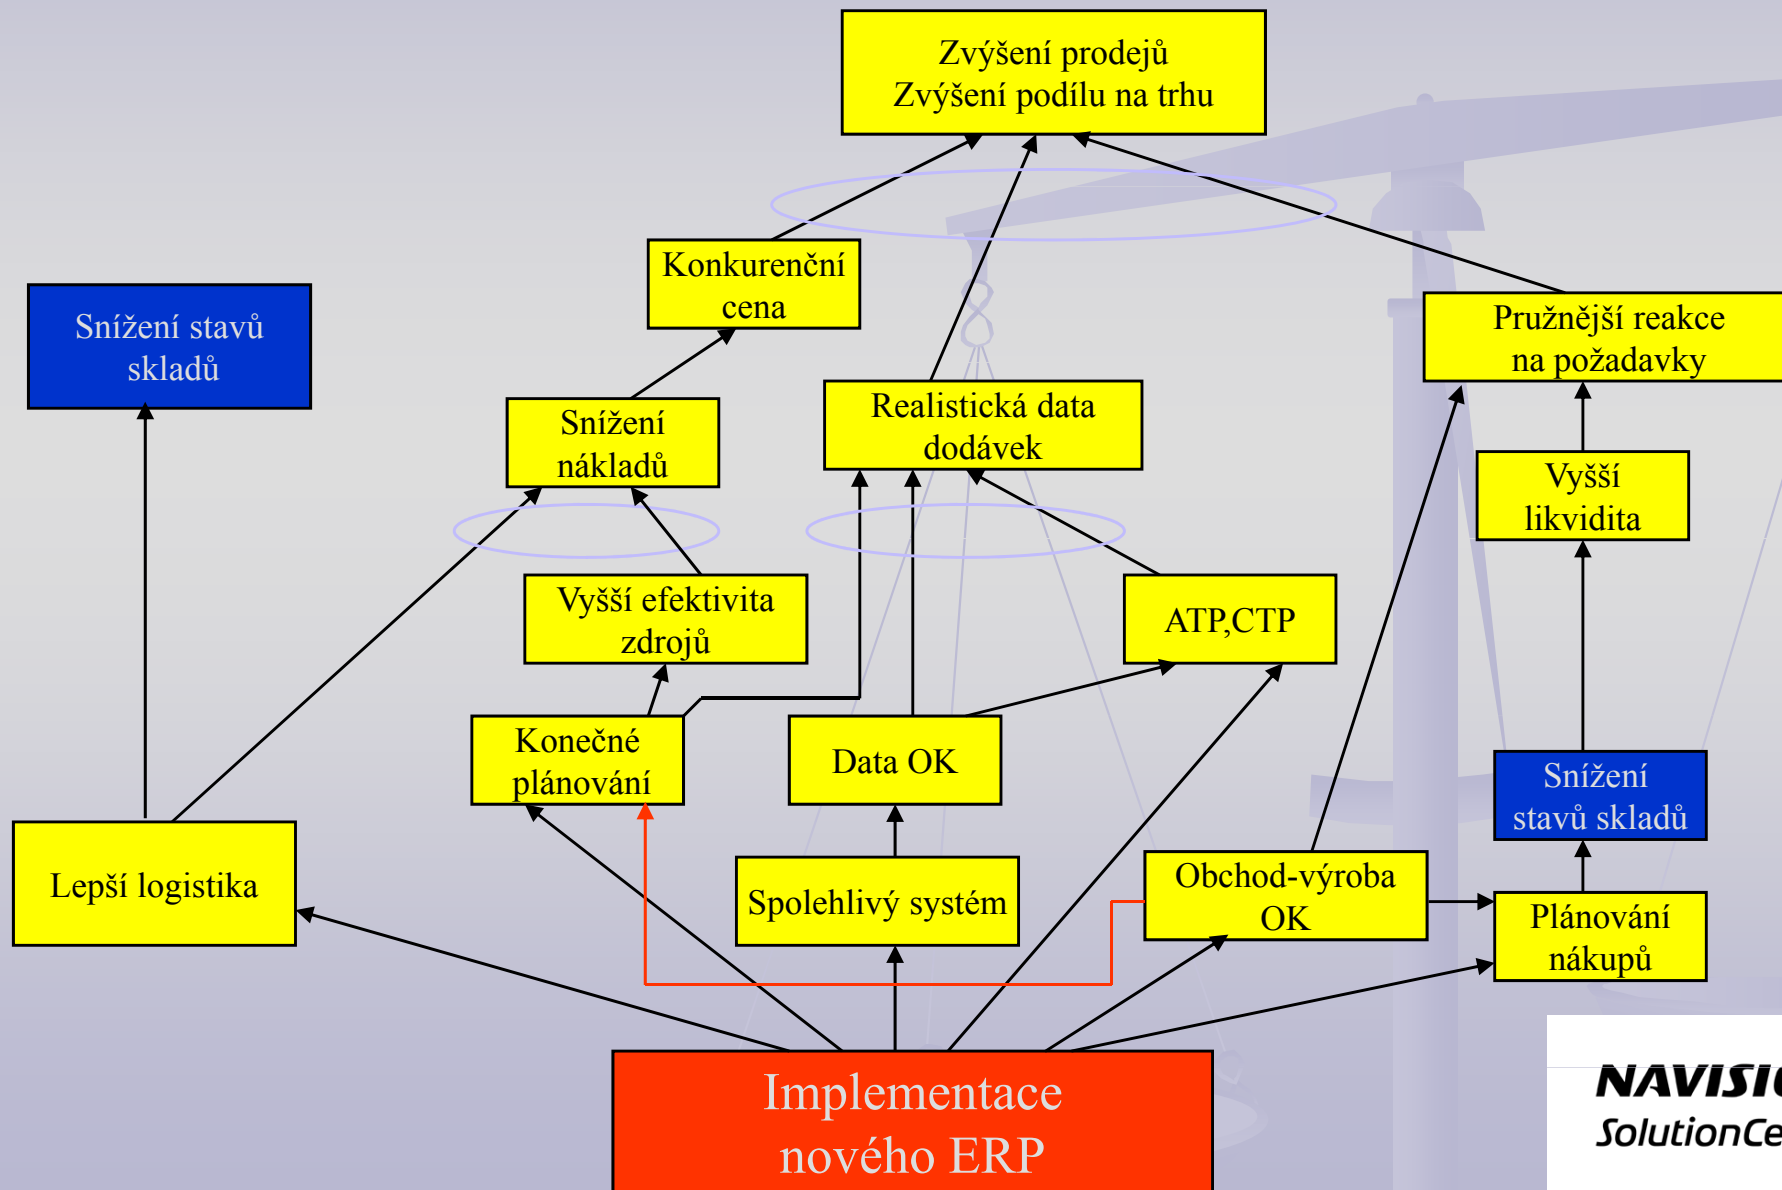 Zvýšení prodejů
Zvýšení podílu na trhu
Konkurenční
cena
Snížení stavů
skladů
Pružnější reakce
na požadavky
Snížení
nákladů
Realistická data
dodávek
Vyšší
likvidita
Vyšší efektivita
zdrojů
ATP,CTP
Konečné
plánování
Data OK
Snížení
stavů skladů
Lepší logistika
Spolehlivý systém
Obchod-výroba
OK
Plánování
nákupů
Implementace
nového ERP